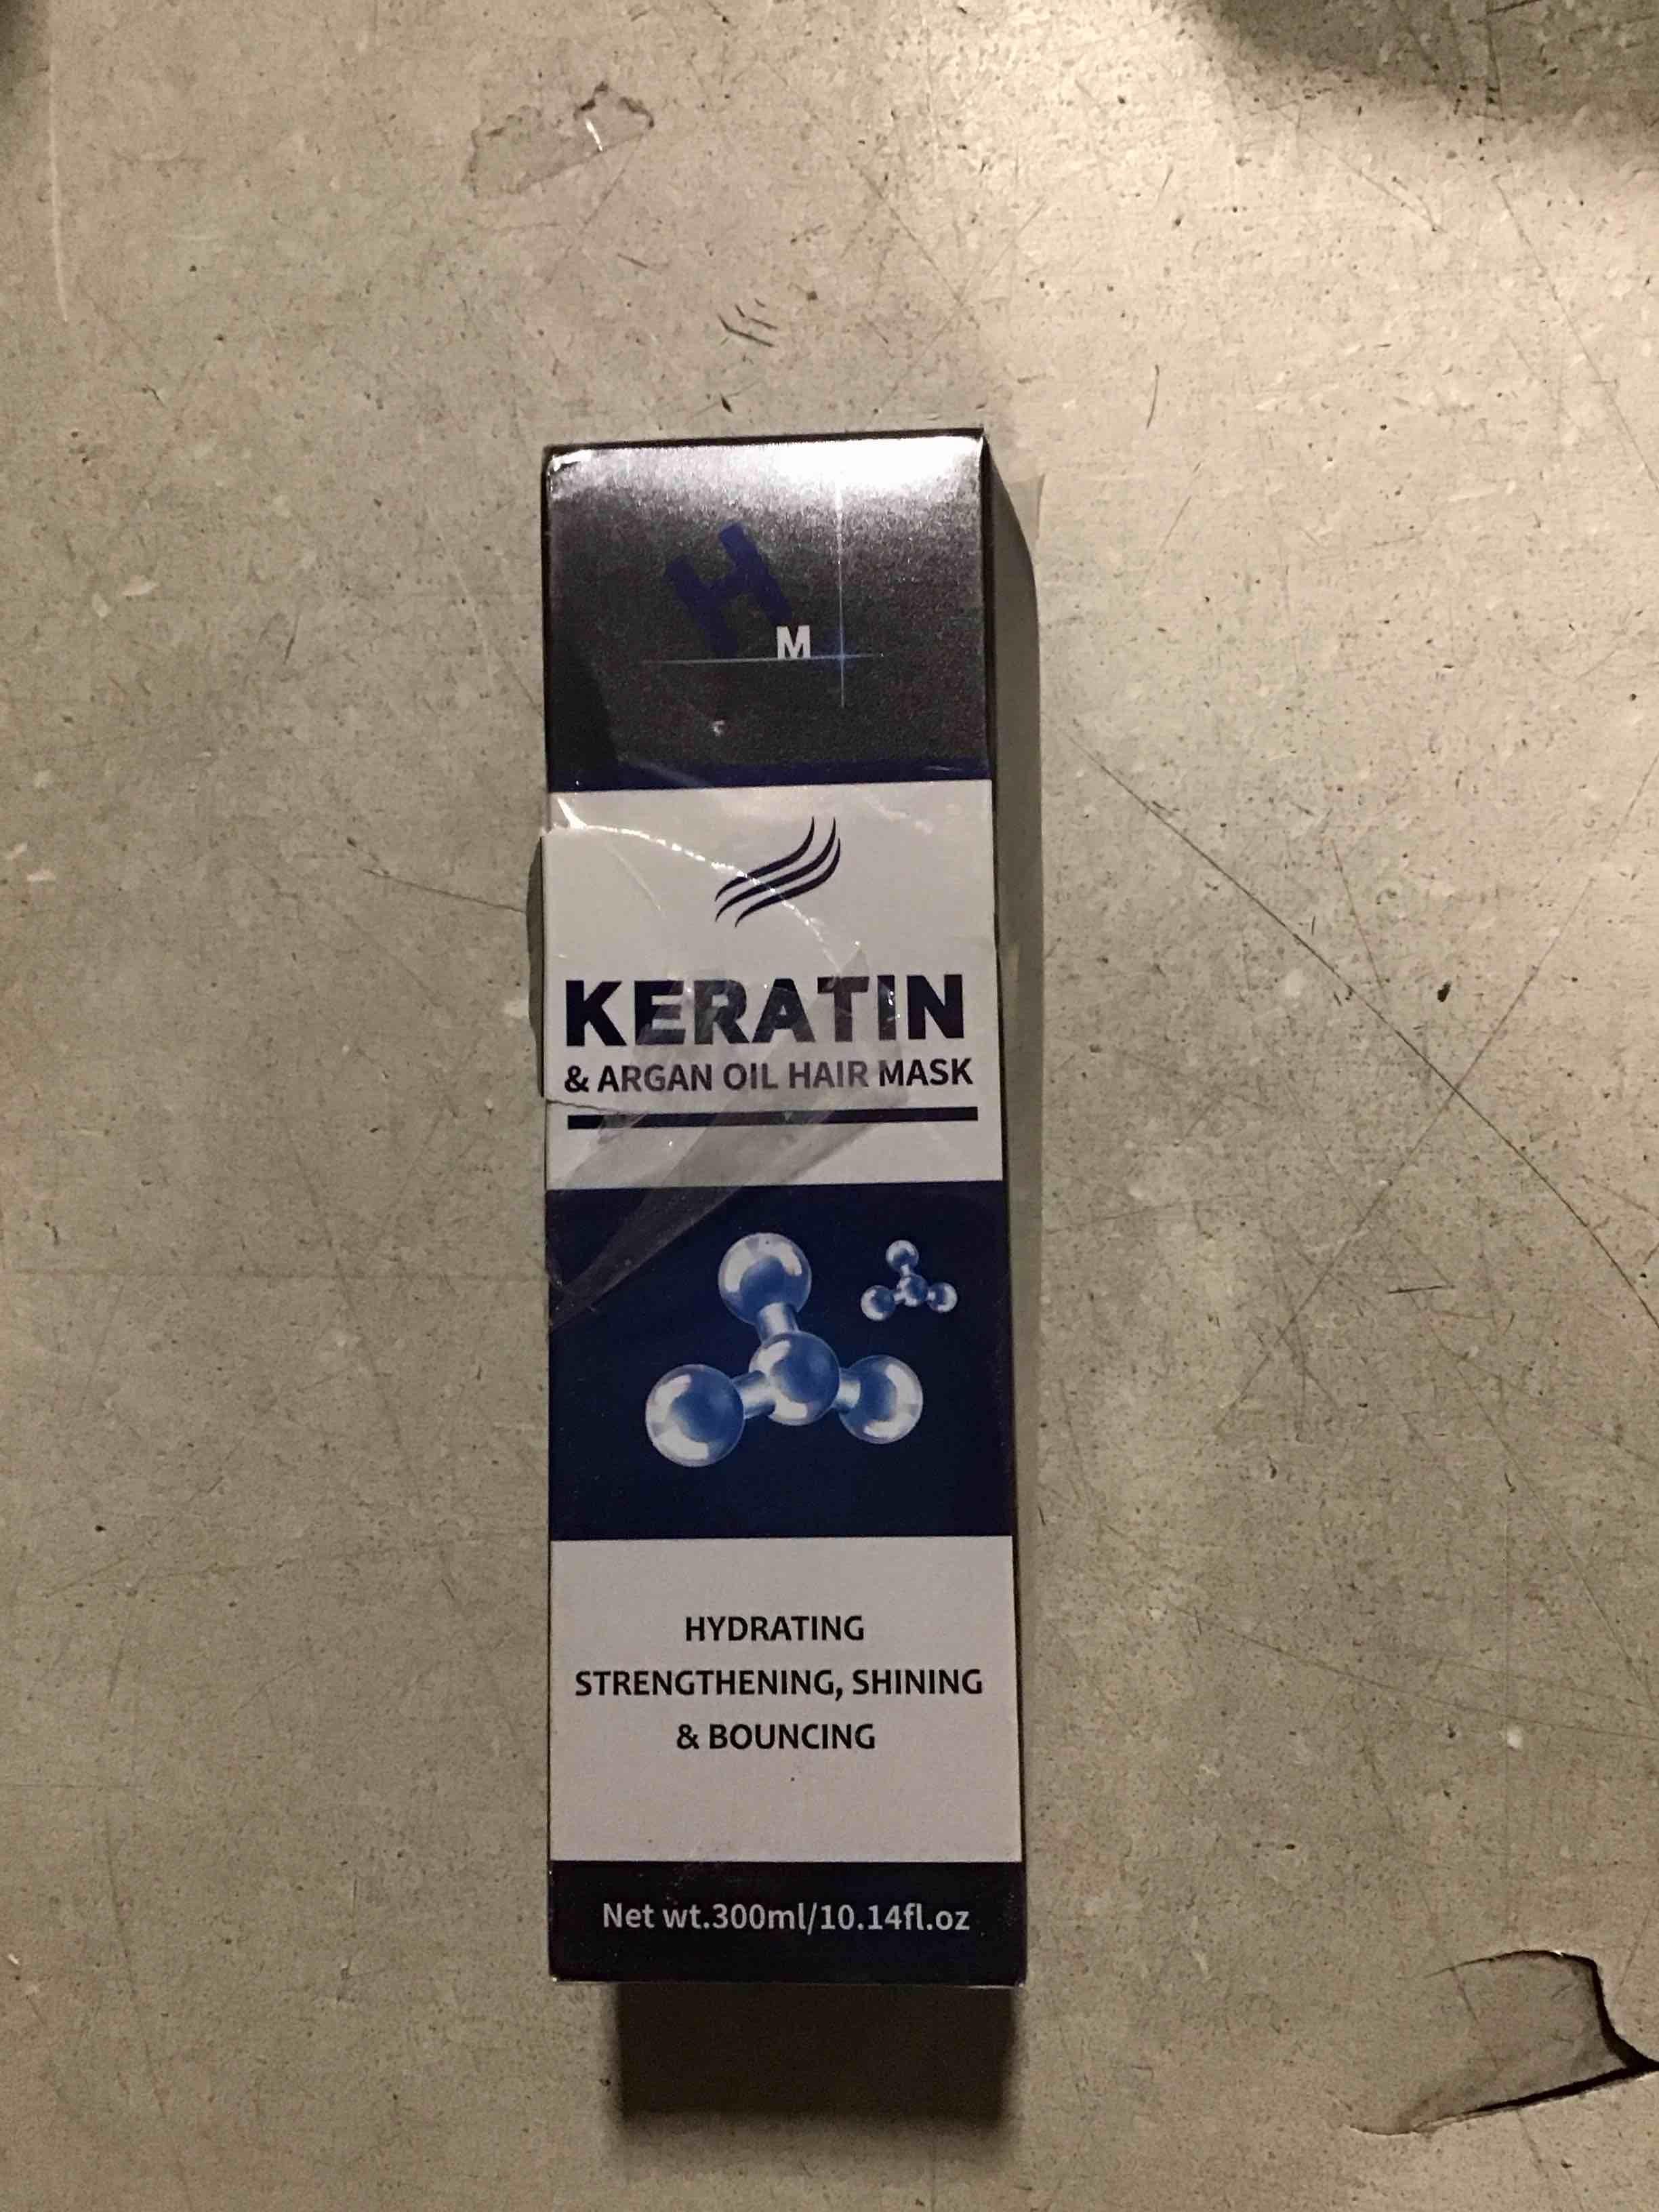 H
M
KERATIN
& ARGAN OIL HAIR MASK
HYDRATING
STRENGTHENING, SHINING
& BOUNCING
Net wt.300ml/10.14fl.oz